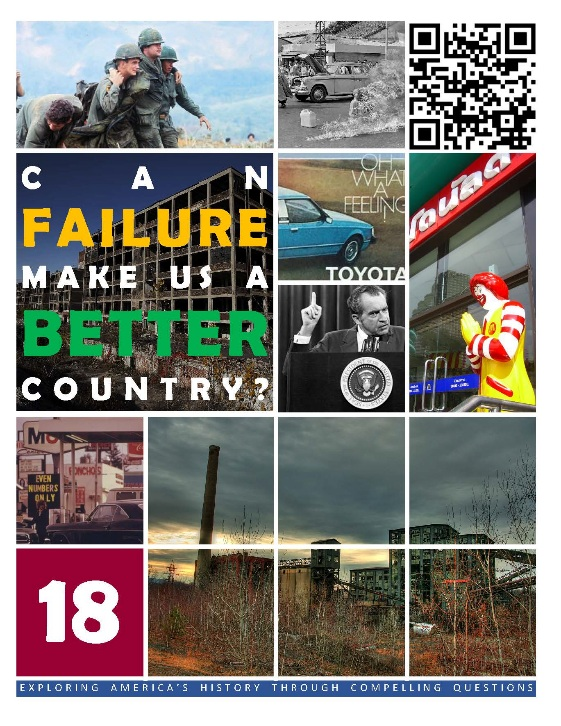 CAN
FAILURE
MAKE US A
BETTER
COUNTRY?
OH
WHAT
A
FEELING
TOYOTA
EVEN
NUMBERS
ONLY
18
EXPLORING AMERICA'S HISTORY THROUGH COMPELLING QUESTIONS